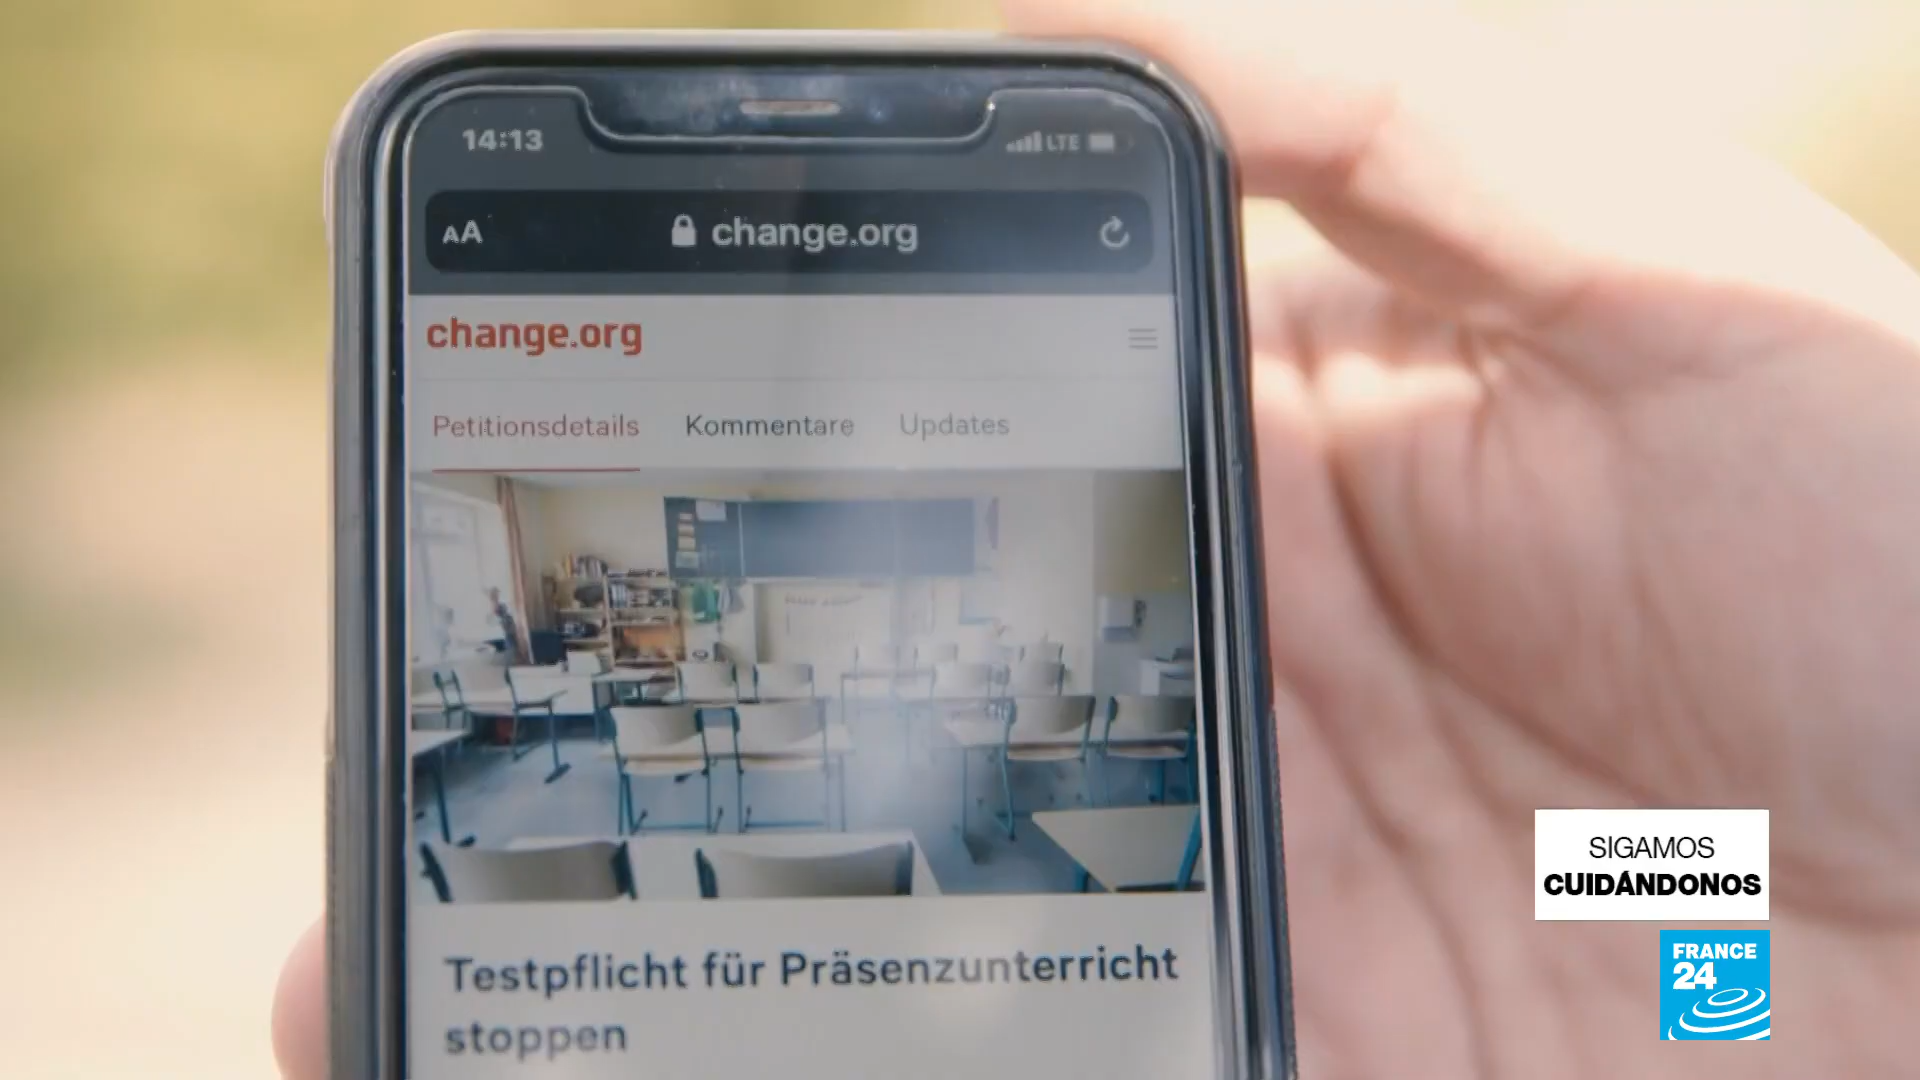 14:13
LTE
AA
change.org
change.org
Petitionsdetails
Kommentare
Updates
Testpflicht für Präsenzunterricht
stoppen
SIGAMOS
CUIDÁNDONOS
FRANCE
24